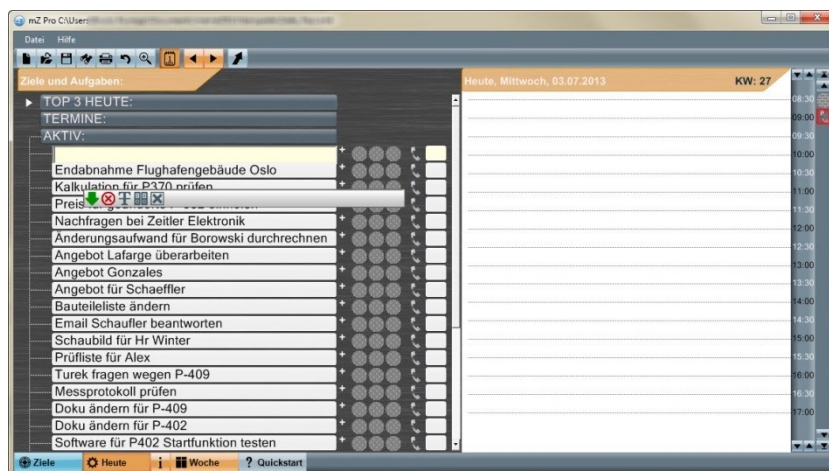 mZ Pro C:\User
Datei Hilfe
Ziele und Aufgaben:
Heute, Mittwoch, 03.07.2013 KW: 27
TOP 3 HEUTE:
TERMINE:
AKTIV:
Endabnahme Flughafengebäude Oslo
Kalkulation für P370 prüfen
Preis für
Nachfragen bei Zeitler Elektronik
Änderungsaufwand für Borowski durchrechnen
Angebot Lafarge überarbeiten
Angebot Gonzales
Angebot für Schaeffler
Bauteileliste ändern
Email Schaufler beantworten
Schaubild für Hr Winter
Prüfliste für Alex
Turek fragen wegen P-409
Messprotokoll prüfen
Doku ändern für P-409
Doku ändern für P-402
Software für P402 Startfunktion testen
08:30
09:00
09:30
10:00
10:30
11:00
11:30
12:00
12:30
13:00
13:30
14:00
14:30
15:00
15:30
16:00
16:30
17:00
Ziele Heute i Woche ? Quickstart